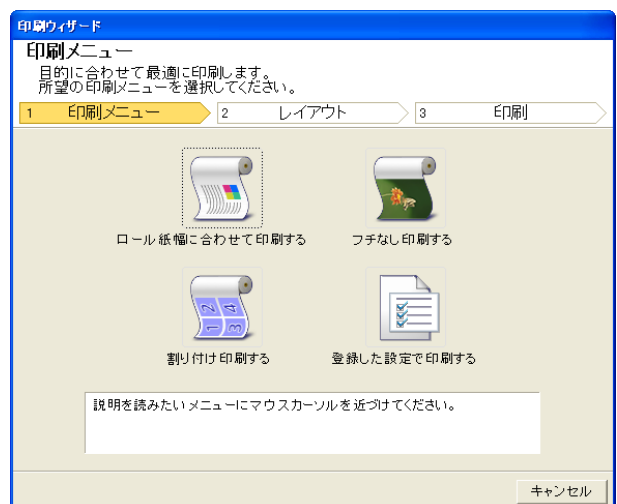 印刷ウィザード
印刷メニュー
目的に合わせて最適に印刷します。
所望の印刷メニューを選択してください。
1 印刷メニュー 2 レイアウト 3 印刷
ロール紙幅に合わせて印刷する フチなし印刷する
1 2 3 4
割り付け印刷する 登録した設定で印刷する
説明を読みたいメニューにマウスカーソルを近づけてください。
キャンセル